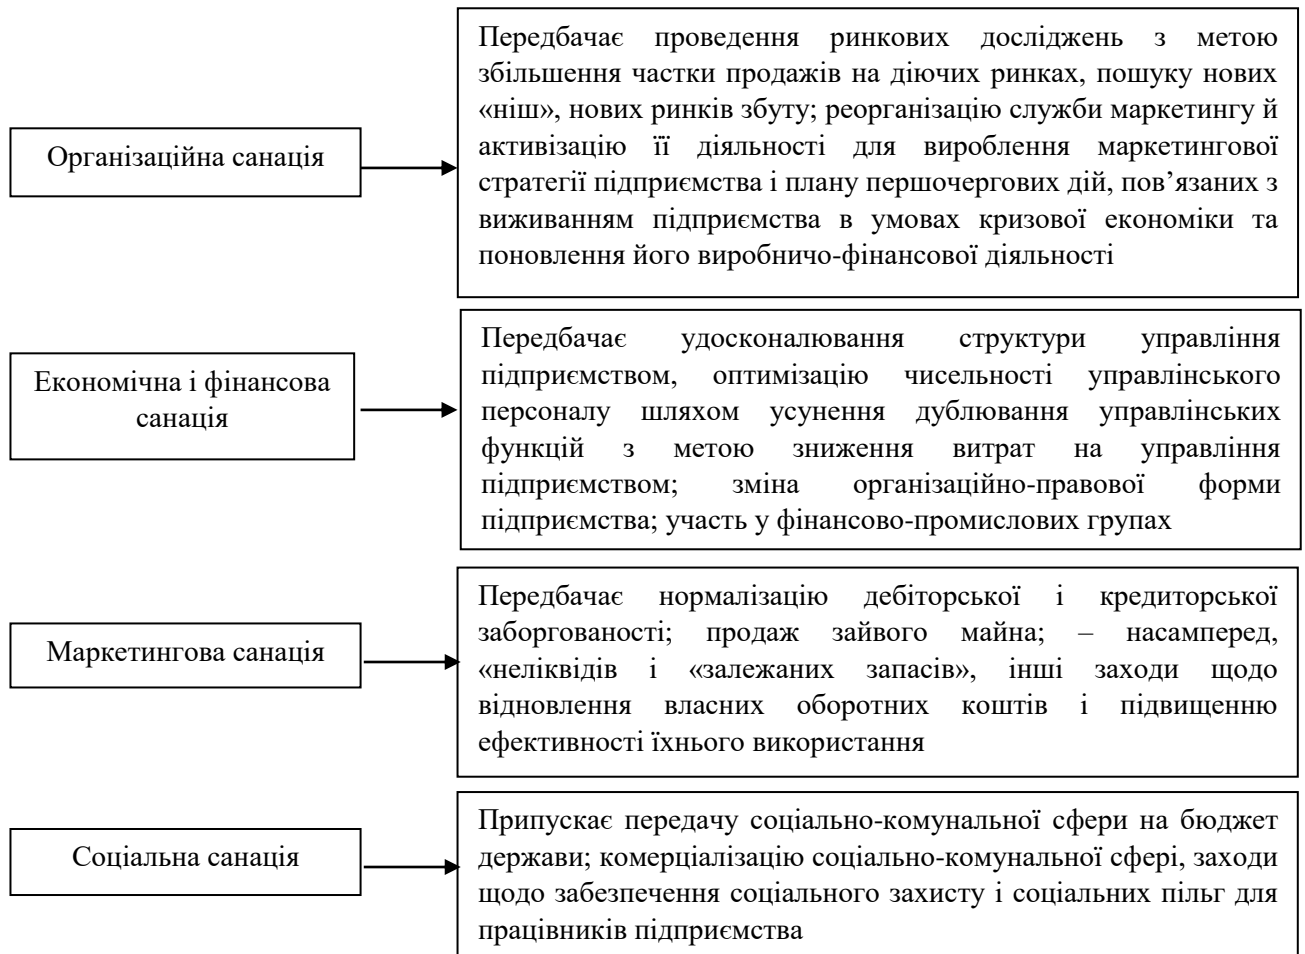 Організаційна санація
Передбачає проведення ринкових досліджень з метою
збільшення частки продажів на діючих ринках, пошуку нових
«ніш», нових ринків збуту; реорганізацію служби маркетингу й
активізацію її діяльності для вироблення маркетингової
стратегії підприємства і плану першочергових дій, пов’язаних з
виживанням підприємства в умовах кризової економіки та
поновлення його виробничо-фінансової діяльності
Економічна і фінансова
санація
Передбачає удосконалювання структури управління
підприємством, оптимізацію чисельності управлінського
персоналу шляхом усунення дублювання управлінських
функцій з метою зниження витрат на управління
підприємством; зміна організаційно-правової форми
підприємства; участь у фінансово-промислових групах
Маркетингова санація
Передбачає нормалізацію дебіторської і кредиторської
заборгованості; продаж зайвого майна; – насамперед,
«неліквідів і «залежаних запасів», інші заходи щодо
відновлення власних оборотних коштів і підвищенню
ефективності їхнього використання
Соціальна санація
Припускає передачу соціально-комунальної сфери на бюджет
держави; комерціалізацію соціально-комунальної сфері, заходи
щодо забезпечення соціального захисту і соціальних пільг для
працівників підприємства